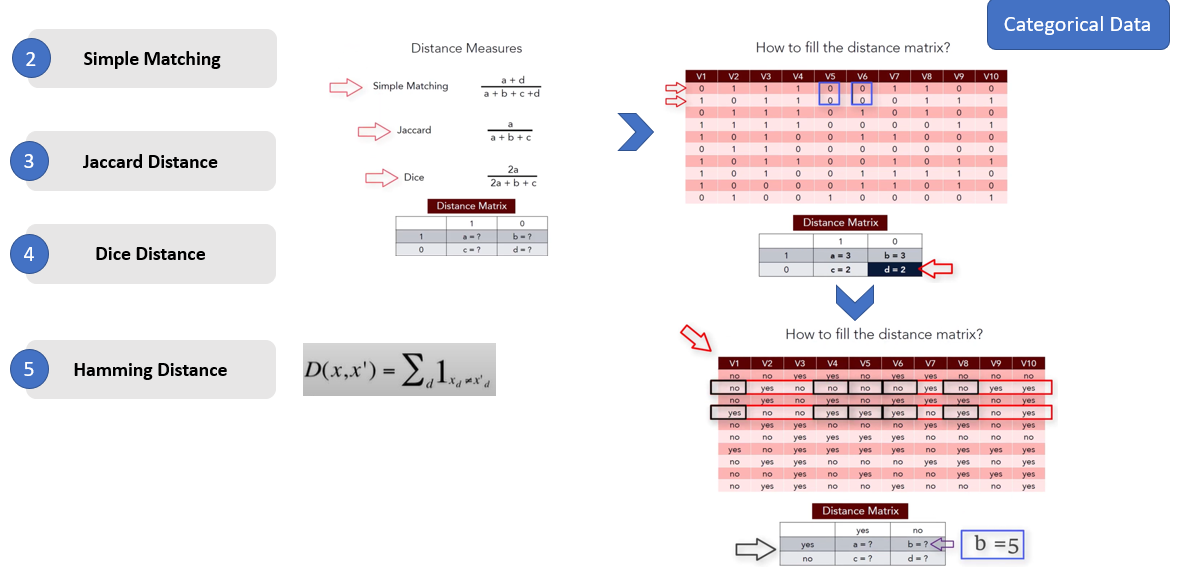 Categorical Data
2
Simple Matching
3
Jaccard Distance
4
Dice Distance
5
Hamming Distance
D(x,x') = ∑_d 1_{x_d ≠ x'_d}
Distance Measures
Simple Matching
a + d
a + b + c +d
Jaccard
a
a + b + c
Dice
2a
2a + b + c
Distance Matrix
1 0
1 a = ? b = ?
0 c = ? d = ?
How to fill the distance matrix?
V1 V2 V3 V4 V5 V6 V7 V8 V9 V10
0 1 1 1 0 0 1 1 0 0
1 0 1 1 0 0 0 1 1 1
0 1 1 1 0 1 0 1 0 0
1 1 1 1 0 0 0 0 1 1
1 0 1 0 0 1 1 0 0 0
0 1 1 0 0 0 0 0 0 0
1 0 1 1 0 0 1 0 1 1
1 0 1 0 0 1 1 1 1 0
1 0 0 0 0 1 1 0 1 0
0 1 0 0 1 0 0 0 0 1
Distance Matrix
1 0
1 a = 3 b = 3
0 c = 2 d = 2
How to fill the distance matrix?
V1 V2 V3 V4 V5 V6 V7 V8 V9 V10
no no yes yes no yes yes no no no
no yes no no no no yes no yes yes
no yes no yes no no yes yes no yes
yes no no yes yes yes no yes no yes
no yes yes no no no yes yes no yes
no no yes yes yes yes no no no no
yes no yes yes yes yes no yes no yes
no yes yes no no no yes yes no yes
no no yes no yes no no yes yes yes
no yes yes no no yes no no no yes
Distance Matrix
yes no
yes a = ? b = ?
no c = ? d = ?
b =5